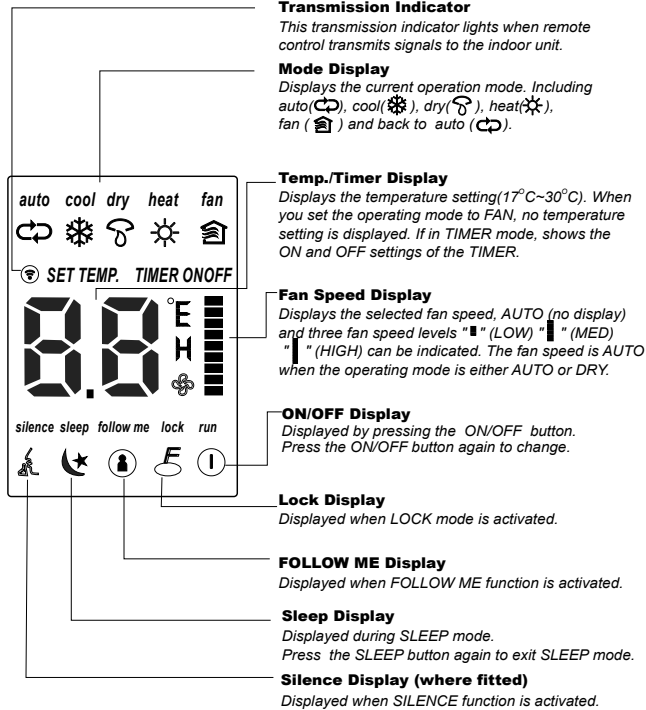 Transmission Indicator
This transmission indicator lights when remote
control transmits signals to the indoor unit.
Mode Display
Displays the current operation mode. Including
auto( ), cool( ), dry( ), heat( ),
fan ( ) and back to auto ( ).
Temp./Timer Display
Displays the temperature setting(17°C~30°C). When
you set the operating mode to FAN, no temperature
setting is displayed. If in TIMER mode, shows the
ON and OFF settings of the TIMER.
Fan Speed Display
Displays the selected fan speed, AUTO (no display)
and three fan speed levels " " (LOW) " " (MED)
" " (HIGH) can be indicated. The fan speed is AUTO
when the operating mode is either AUTO or DRY.
ON/OFF Display
Displayed by pressing the ON/OFF button.
Press the ON/OFF button again to change.
Lock Display
Displayed when LOCK mode is activated.
FOLLOW ME Display
Displayed when FOLLOW ME function is activated.
Sleep Display
Displayed during SLEEP mode.
Press the SLEEP button again to exit SLEEP mode.
Silence Display (where fitted)
Displayed when SILENCE function is activated.
auto cool dry heat fan
SET TEMP. TIMER ONOFF
8.8 °E
H
silence sleep follow me lock run